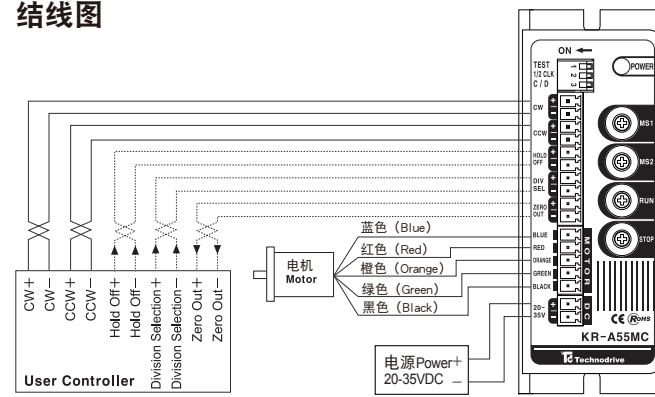 结线图
ON
TEST
1/2 CLK
C / D
1
2
3
POWER
CW
+
−
CCW
+
−
HOLD
OFF
+
−
DIV
SEL
+
−
ZERO
OUT
+
−
MS1
MS2
RUN
STOP
BLUE
RED
ORANGE
GREEN
BLACK
MOTOR
20~
35V
+
−
DC
CE RoHS
KR-A55MC
Technodrive
蓝色 (Blue)
红色 (Red)
橙色 (Orange)
绿色 (Green)
黑色 (Black)
电机
Motor
CW+
CW−
CCW+
CCW−
Hold Off+
Hold Off−
Division Selection+
Division Selection−
Zero Out+
Zero Out−
User Controller
电源Power+
20-35VDC −